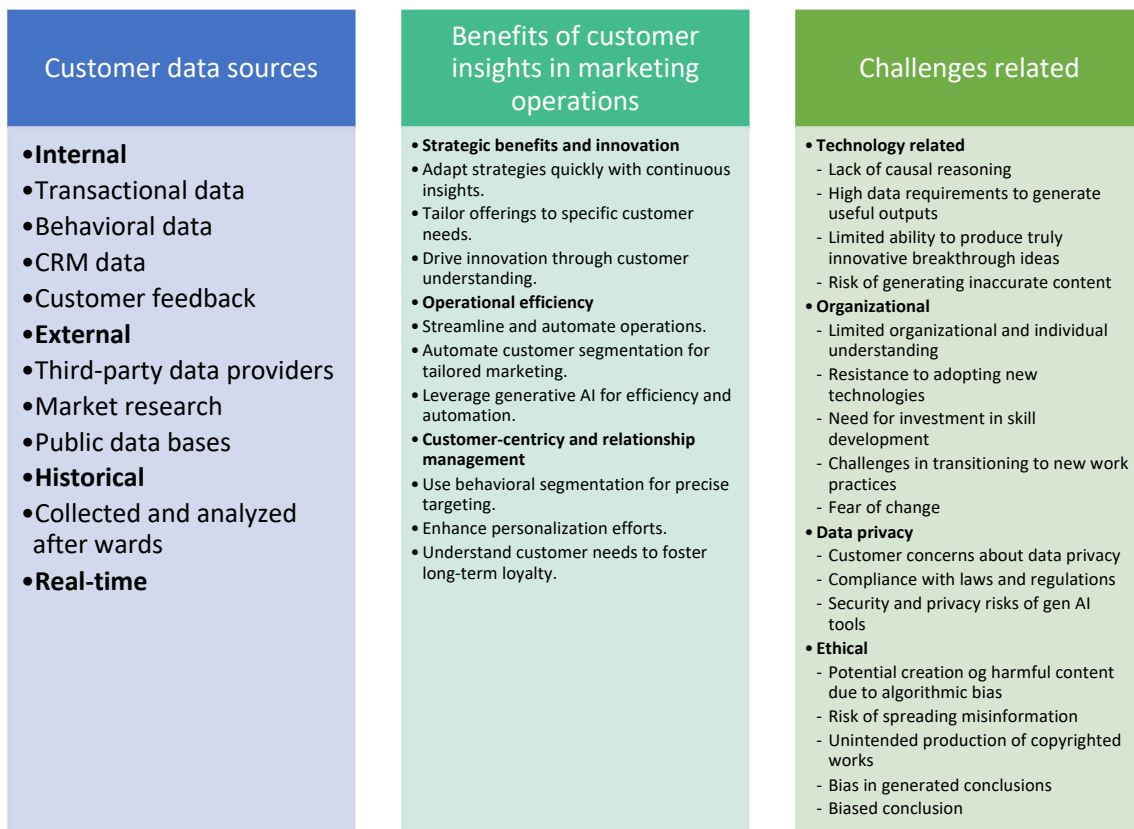 Customer data sources
•Internal
•Transactional data
•Behavioral data
•CRM data
•Customer feedback
•External
•Third-party data providers
•Market research
•Public data bases
•Historical
•Collected and analyzed
after wards
•Real-time
Benefits of customer
insights in marketing
operations
• Strategic benefits and innovation
• Adapt strategies quickly with continuous
insights.
• Tailor offerings to specific customer
needs.
• Drive innovation through customer
understanding.
• Operational efficiency
• Streamline and automate operations.
• Automate customer segmentation for
tailored marketing.
• Leverage generative AI for efficiency and
automation.
• Customer-centricy and relationship
management
• Use behavioral segmentation for precise
targeting.
• Enhance personalization efforts.
• Understand customer needs to foster
long-term loyalty.
Challenges related
• Technology related
- Lack of causal reasoning
- High data requirements to generate
useful outputs
- Limited ability to produce truly
innovative breakthrough ideas
- Risk of generating inaccurate content
• Organizational
- Limited organizational and individual
understanding
- Resistance to adopting new
technologies
- Need for investment in skill
development
- Challenges in transitioning to new work
practices
- Fear of change
• Data privacy
- Customer concerns about data privacy
- Compliance with laws and regulations
- Security and privacy risks of gen AI
tools
• Ethical
- Potential creation og harmful content
due to algorithmic bias
- Risk of spreading misinformation
- Unintended production of copyrighted
works
- Bias in generated conclusions
- Biased conclusion